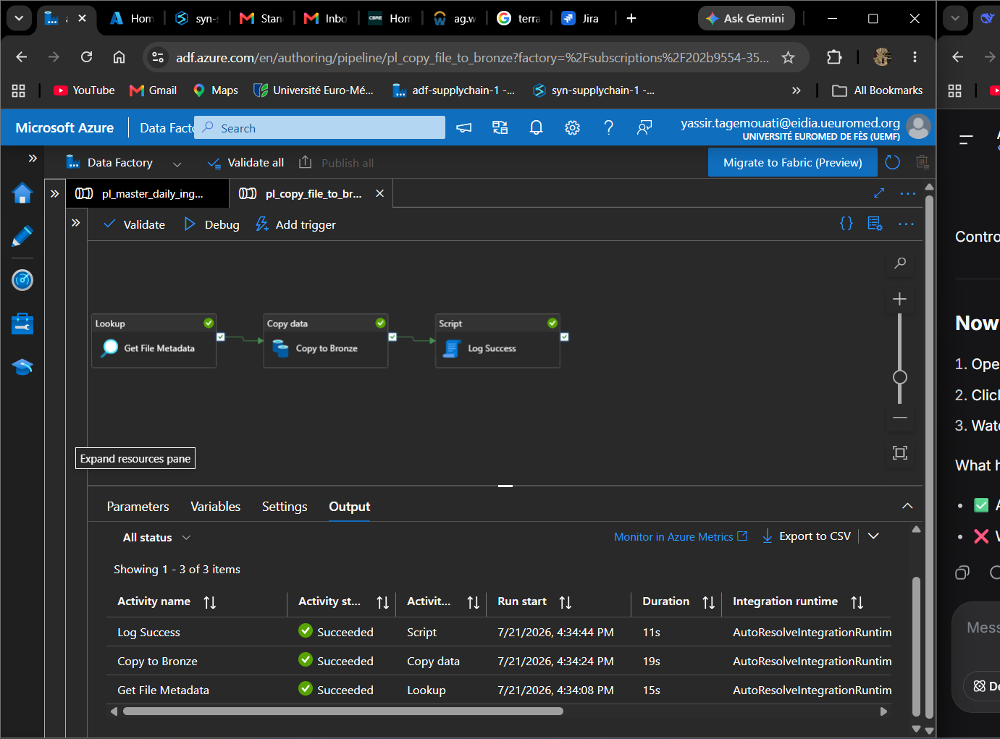 Hom
syn-
Stan
Inbo
CBRE
Hom
ag.w
terra
Jira
Ask Gemini
adf.azure.com/en/authoring/pipeline/pl_copy_file_to_bronze?factory=%2Fsubscriptions%2F202b9554-35...
YouTube
Gmail
Maps
Université Euro-Mé...
adf-supplychain-1 -...
syn-supplychain-1 -...
All Bookmarks
Microsoft Azure
Data Facto
Search
yassir.tagemouati@eidia.ueuromed.org
UNIVERSITÉ EUROMED DE FÈS (UEMF)
Data Factory
Validate all
Publish all
Migrate to Fabric (Preview)
pl_master_daily_ing...
pl_copy_file_to_br...
Validate
Debug
Add trigger
Lookup
Get File Metadata
Copy data
Copy to Bronze
Script
Log Success
Expand resources pane
Parameters
Variables
Settings
Output
All status
Monitor in Azure Metrics
Export to CSV
Showing 1 - 3 of 3 items
Activity name
Activity st...
Activit...
Run start
Duration
Integration runtime
Log Success
Succeeded
Script
7/21/2026, 4:34:44 PM
11s
AutoResolveIntegrationRuntim
Copy to Bronze
Succeeded
Copy data
7/21/2026, 4:34:24 PM
19s
AutoResolveIntegrationRuntim
Get File Metadata
Succeeded
Lookup
7/21/2026, 4:34:08 PM
15s
AutoResolveIntegrationRuntim
Contro
Now
1. Ope
2. Clic
3. Wat
What h
Mess
De